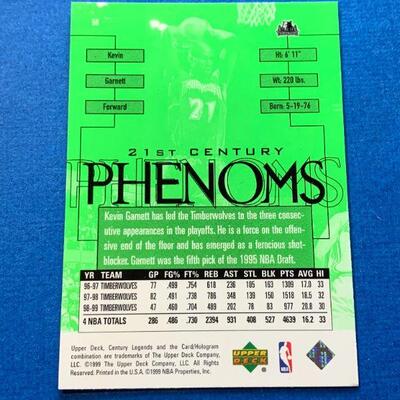 Kevin
Garnett
Forward
Ht: 6' 11"
Wt: 220 lbs.
Born: 5-19-76
21
21ST CENTURY
PHENOMS
Kevin Garnett has led the Timberwolves to the three consec-
utive appearances in the playoffs. He is a force on the offen-
sive end of the floor and has emerged as a ferocious shot-
blocker. Garnett was the fifth pick of the 1995 NBA Draft.
YR TEAM GP FG% FT% REB AST STL BLK PTS AVG HI
96-97 TIMBERWOLVES 77 .499 .754 618 236 105 163 1309 17.0 33
97-98 TIMBERWOLVES 82 .491 .738 786 348 139 150 1518 18.5 32
98-99 TIMBERWOLVES 47 .460 .704 489 202 78 83 977 20.8 30
4 NBA TOTALS 286 .486 .730 2394 931 408 527 4639 16.2 33
Upper Deck, Century Legends and the Card/Hologram
combination are trademarks of The Upper Deck Company,
LLC. ©1999 The Upper Deck Company, LLC. All Rights
Reserved. Printed in the U.S.A. ©1999 NBA Properties, Inc.
UPPER
DECK
NBA